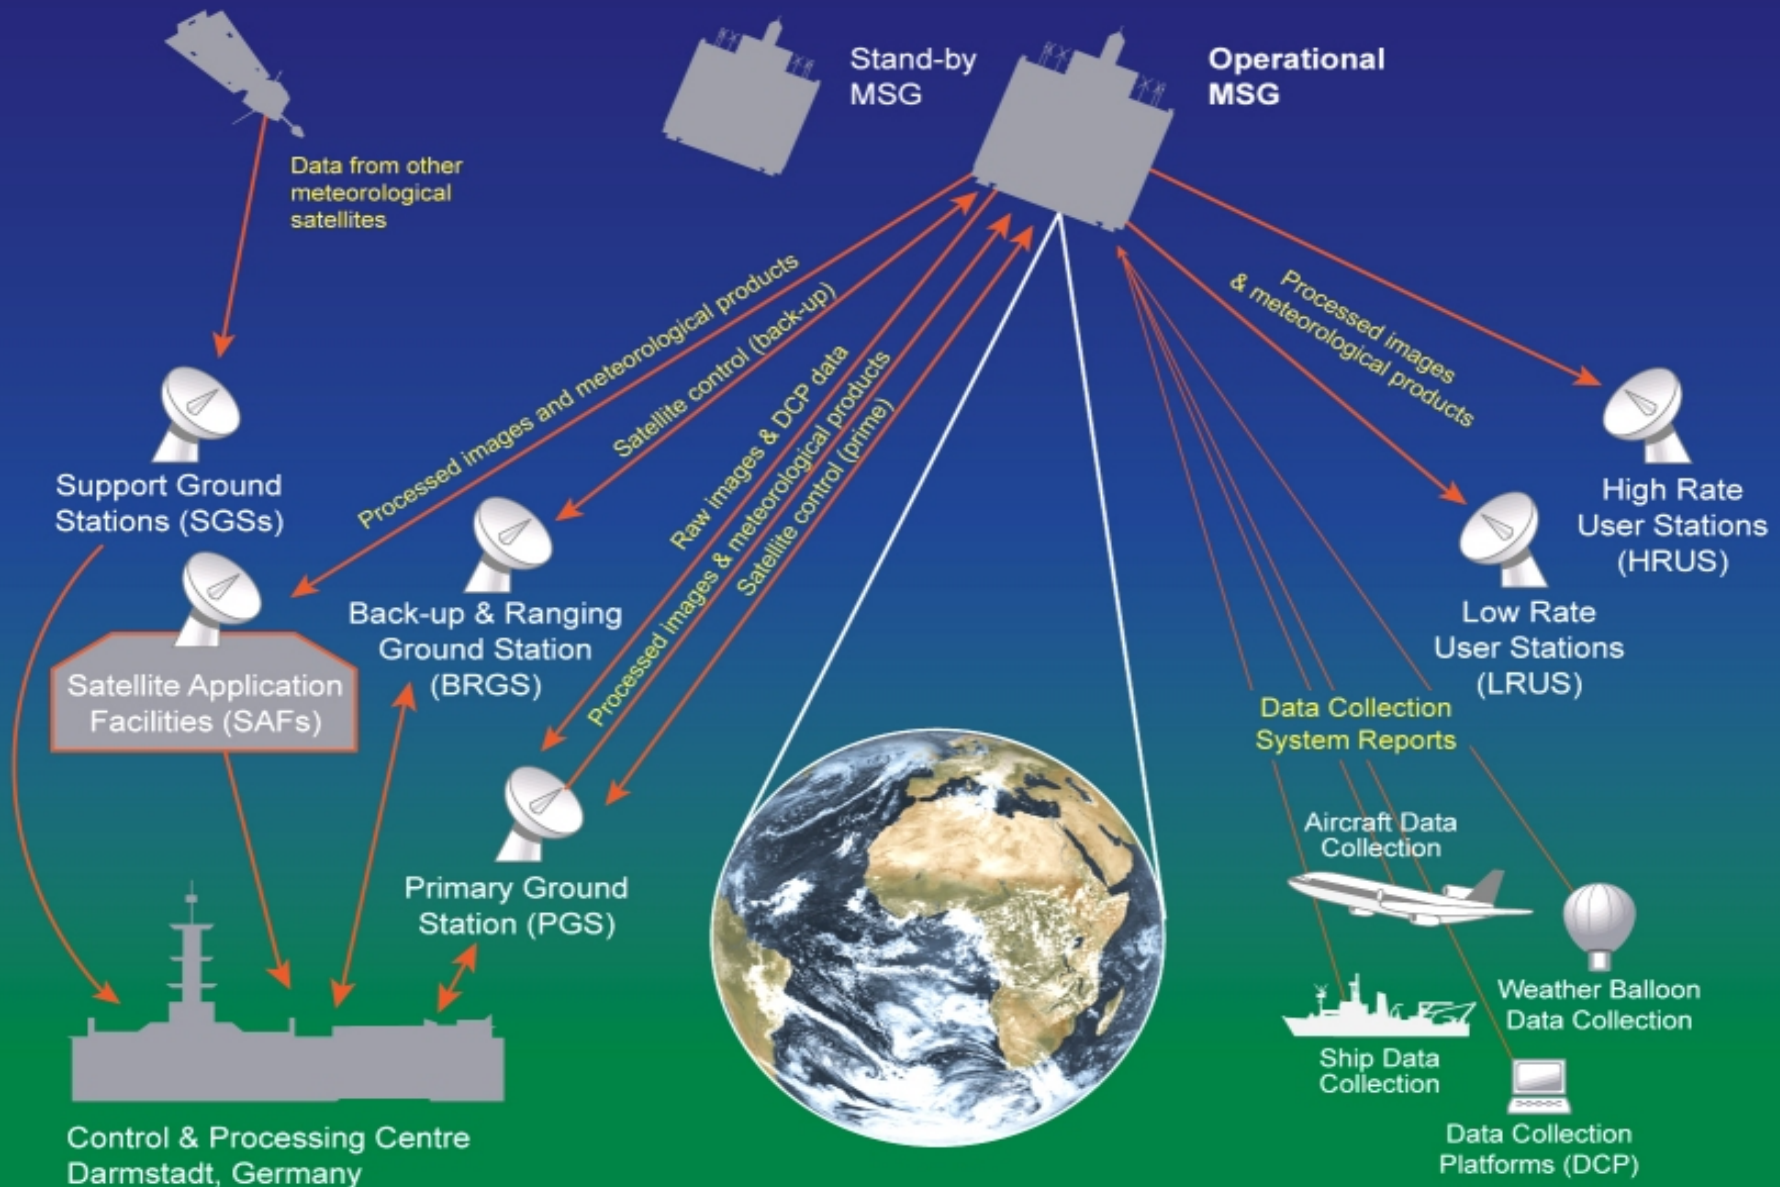 Stand-by
MSG
Operational
MSG
Data from other
meteorological
satellites
Processed images and meteorological products
Satellite control (back-up)
Raw images & DCP data
Processed images & meteorological products
Satellite control (prime)
Processed images
& meteorological products
Support Ground
Stations (SGSs)
High Rate
User Stations
(HRUS)
Back-up & Ranging
Ground Station
(BRGS)
Low Rate
User Stations
(LRUS)
Satellite Application
Facilities (SAFs)
Data Collection
System Reports
Aircraft Data
Collection
Primary Ground
Station (PGS)
Weather Balloon
Data Collection
Ship Data
Collection
Control & Processing Centre
Darmstadt, Germany
Data Collection
Platforms (DCP)